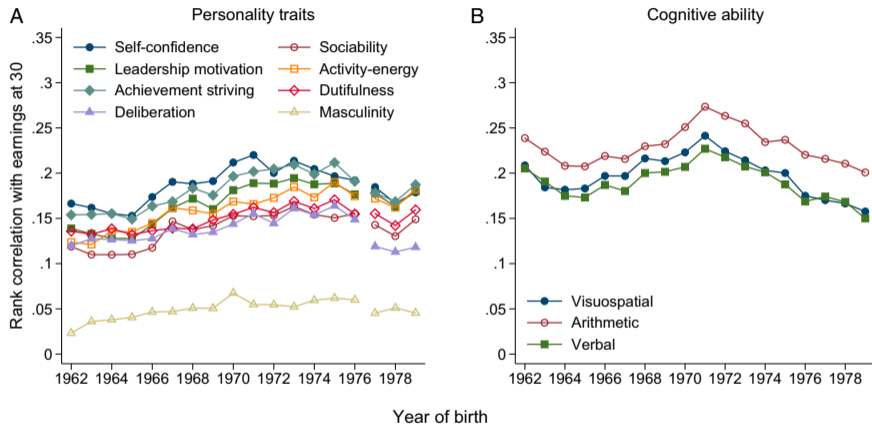 A
Personality traits
Rank correlation with earnings at 30
.35
.3
.25
.2
.15
.1
.05
0
Self-confidence
Leadership motivation
Achievement striving
Deliberation
Sociability
Activity-energy
Dutifulness
Masculinity
1962 1964 1966 1968 1970 1972 1974 1976 1978
B
Cognitive ability
.35
.3
.25
.2
.15
.1
.05
0
Visuospatial
Arithmetic
Verbal
1962 1964 1966 1968 1970 1972 1974 1976 1978
Year of birth